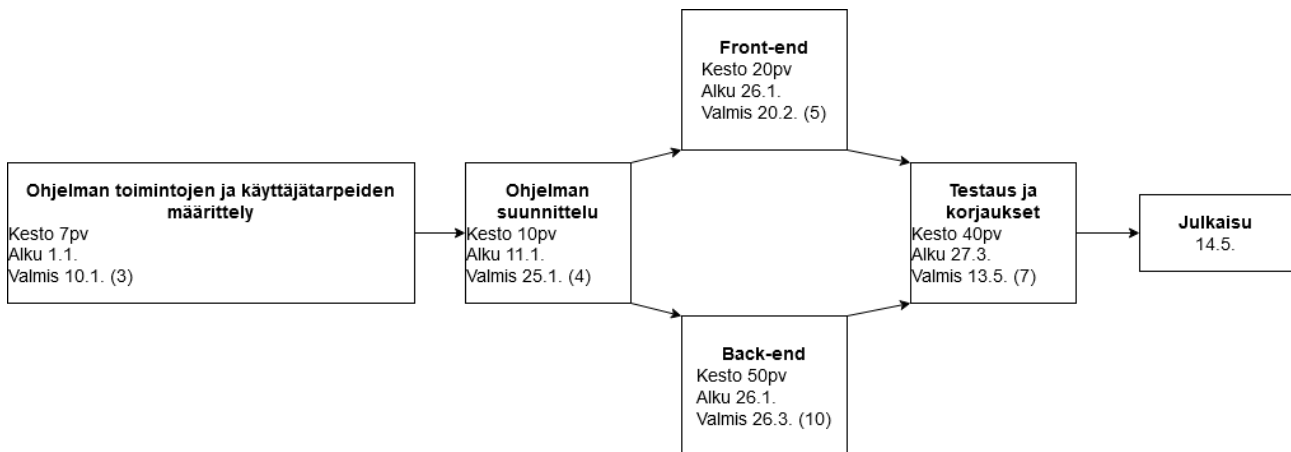 Ohjelman toimintojen ja käyttäjätarpeiden
määrittely
Kesto 7pv
Alku 1.1.
Valmis 10.1. (3)
Ohjelman
suunnittelu
Kesto 10pv
Alku 11.1.
Valmis 25.1. (4)
Front-end
Kesto 20pv
Alku 26.1.
Valmis 20.2. (5)
Back-end
Kesto 50pv
Alku 26.1.
Valmis 26.3. (10)
Testaus ja
korjaukset
Kesto 40pv
Alku 27.3.
Valmis 13.5. (7)
Julkaisu
14.5.